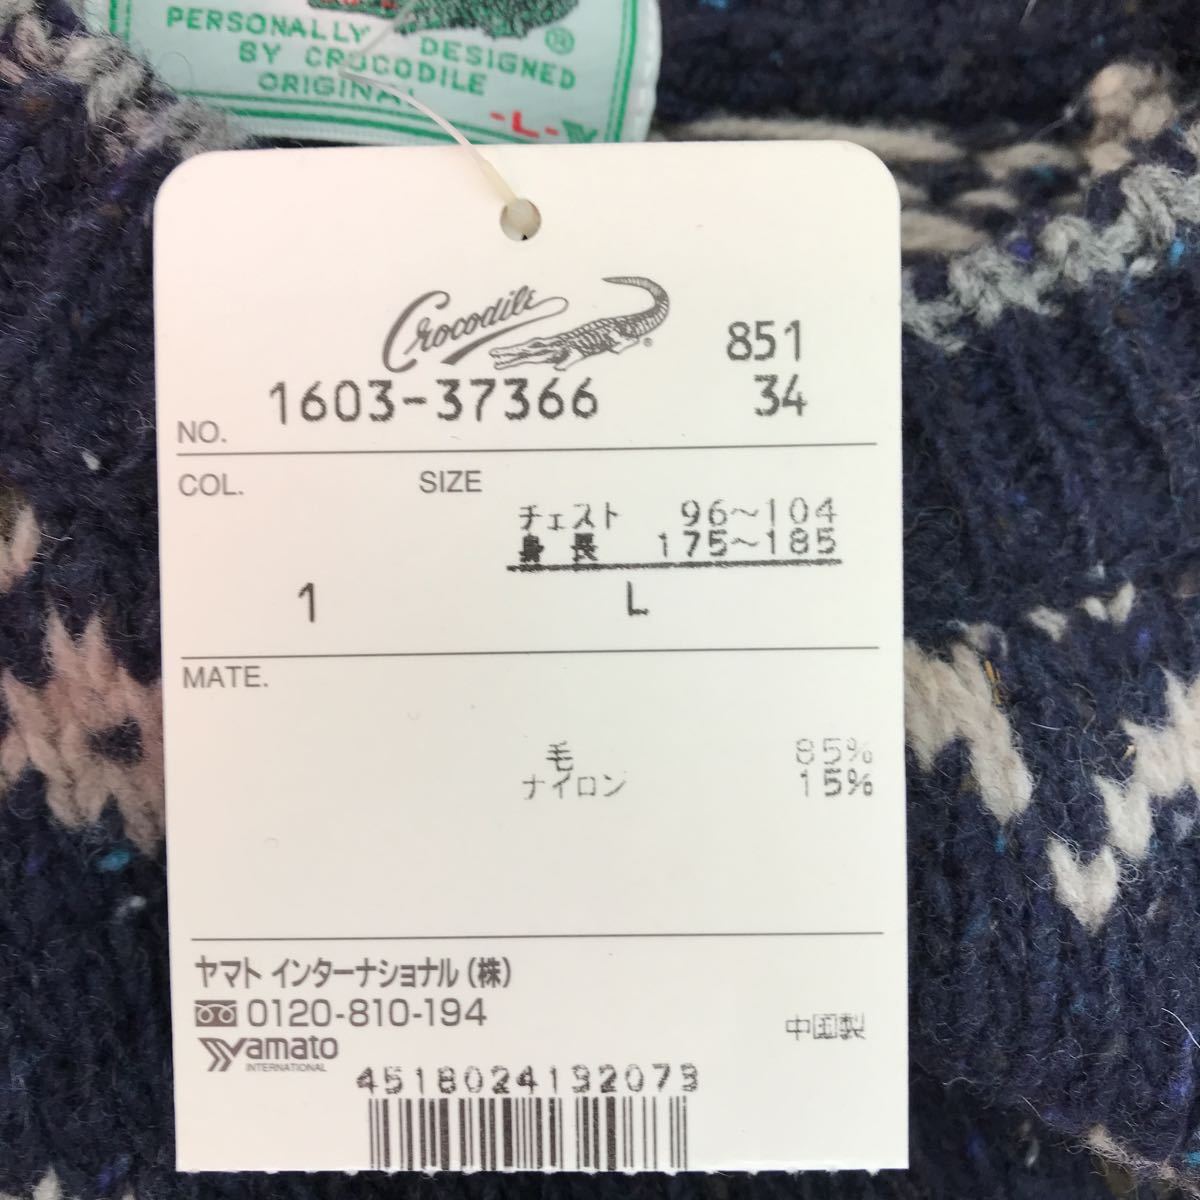 PERSONALLY DESIGNED
BY CROCODILE
ORIGINAL
-L-
Crocodile
851
1603-37366 34
NO.
COL. SIZE
チェスト 96～104
身長 175～185
1 L
MATE.
毛 85%
ナイロン 15%
ヤマト インターナショナル(株)
0120-810-194
中国製
Yamato
INTERNATIONAL
4518024192073